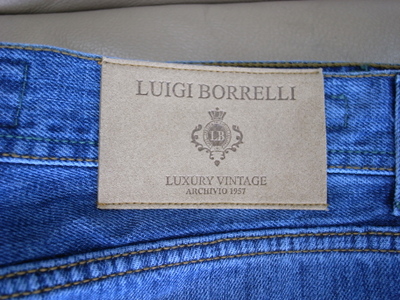 LUIGI BORRELLI
LB
LUXURY VINTAGE
ARCHIVIO 1957